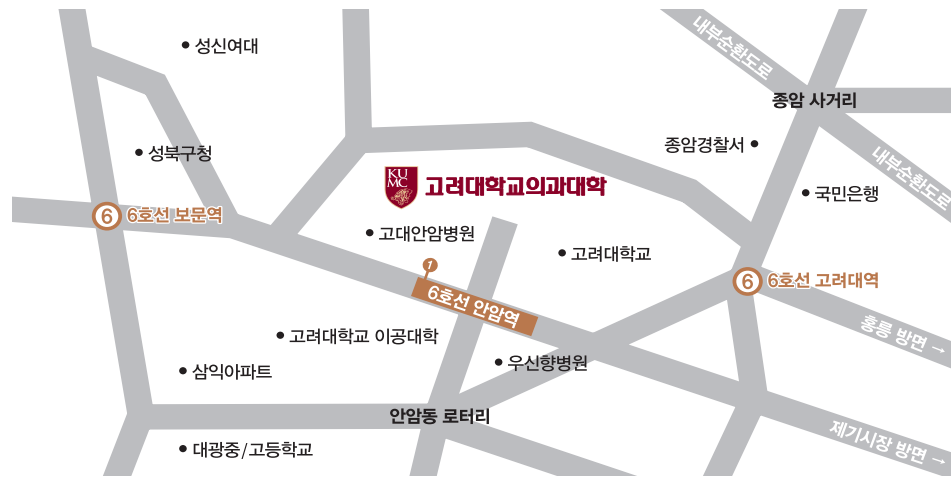 내부순환도로
성신여대
종암 사거리
종암경찰서
성북구청
내부순환도로
KU
MC
고려대학교의과대학
국민은행
6
6호선 보문역
고대안암병원
고려대학교
1
6호선 안암역
6
6호선 고려대역
홍릉 방면 →
고려대학교 이공대학
우신향병원
삼익아파트
안암동 로터리
제기시장 방면 →
대광중/고등학교